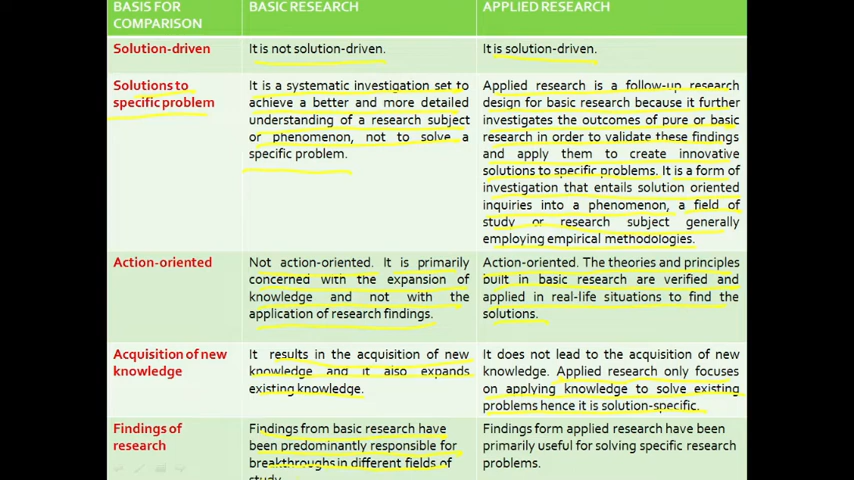 BASIS FOR
COMPARISON
BASIC RESEARCH
APPLIED RESEARCH
Solution-driven
It is not solution-driven.
It is solution-driven.
Solutions to
specific problem
It is a systematic investigation set to
achieve a better and more detailed
understanding of a research subject
or phenomenon, not to solve a
specific problem.
Applied research is a follow-up research
design for basic research because it further
investigates the outcomes of pure or basic
research in order to validate these findings
and apply them to create innovative
solutions to specific problems. It is a form of
investigation that entails solution oriented
inquiries into a phenomenon, a field of
study or research subject generally
employing empirical methodologies.
Action-oriented
Not action-oriented. It is primarily
concerned with the expansion of
knowledge and not with the
application of research findings.
Action-oriented. The theories and principles
built in basic research are verified and
applied in real-life situations to find the
solutions.
Acquisition of new
knowledge
It results in the acquisition of new
knowledge and it also expands
existing knowledge.
It does not lead to the acquisition of new
knowledge. Applied research only focuses
on applying knowledge to solve existing
problems hence it is solution-specific.
Findings of
research
Findings from basic research have
been predominantly responsible for
breakthroughs in different fields of
study.
Findings form applied research have been
primarily useful for solving specific research
problems.